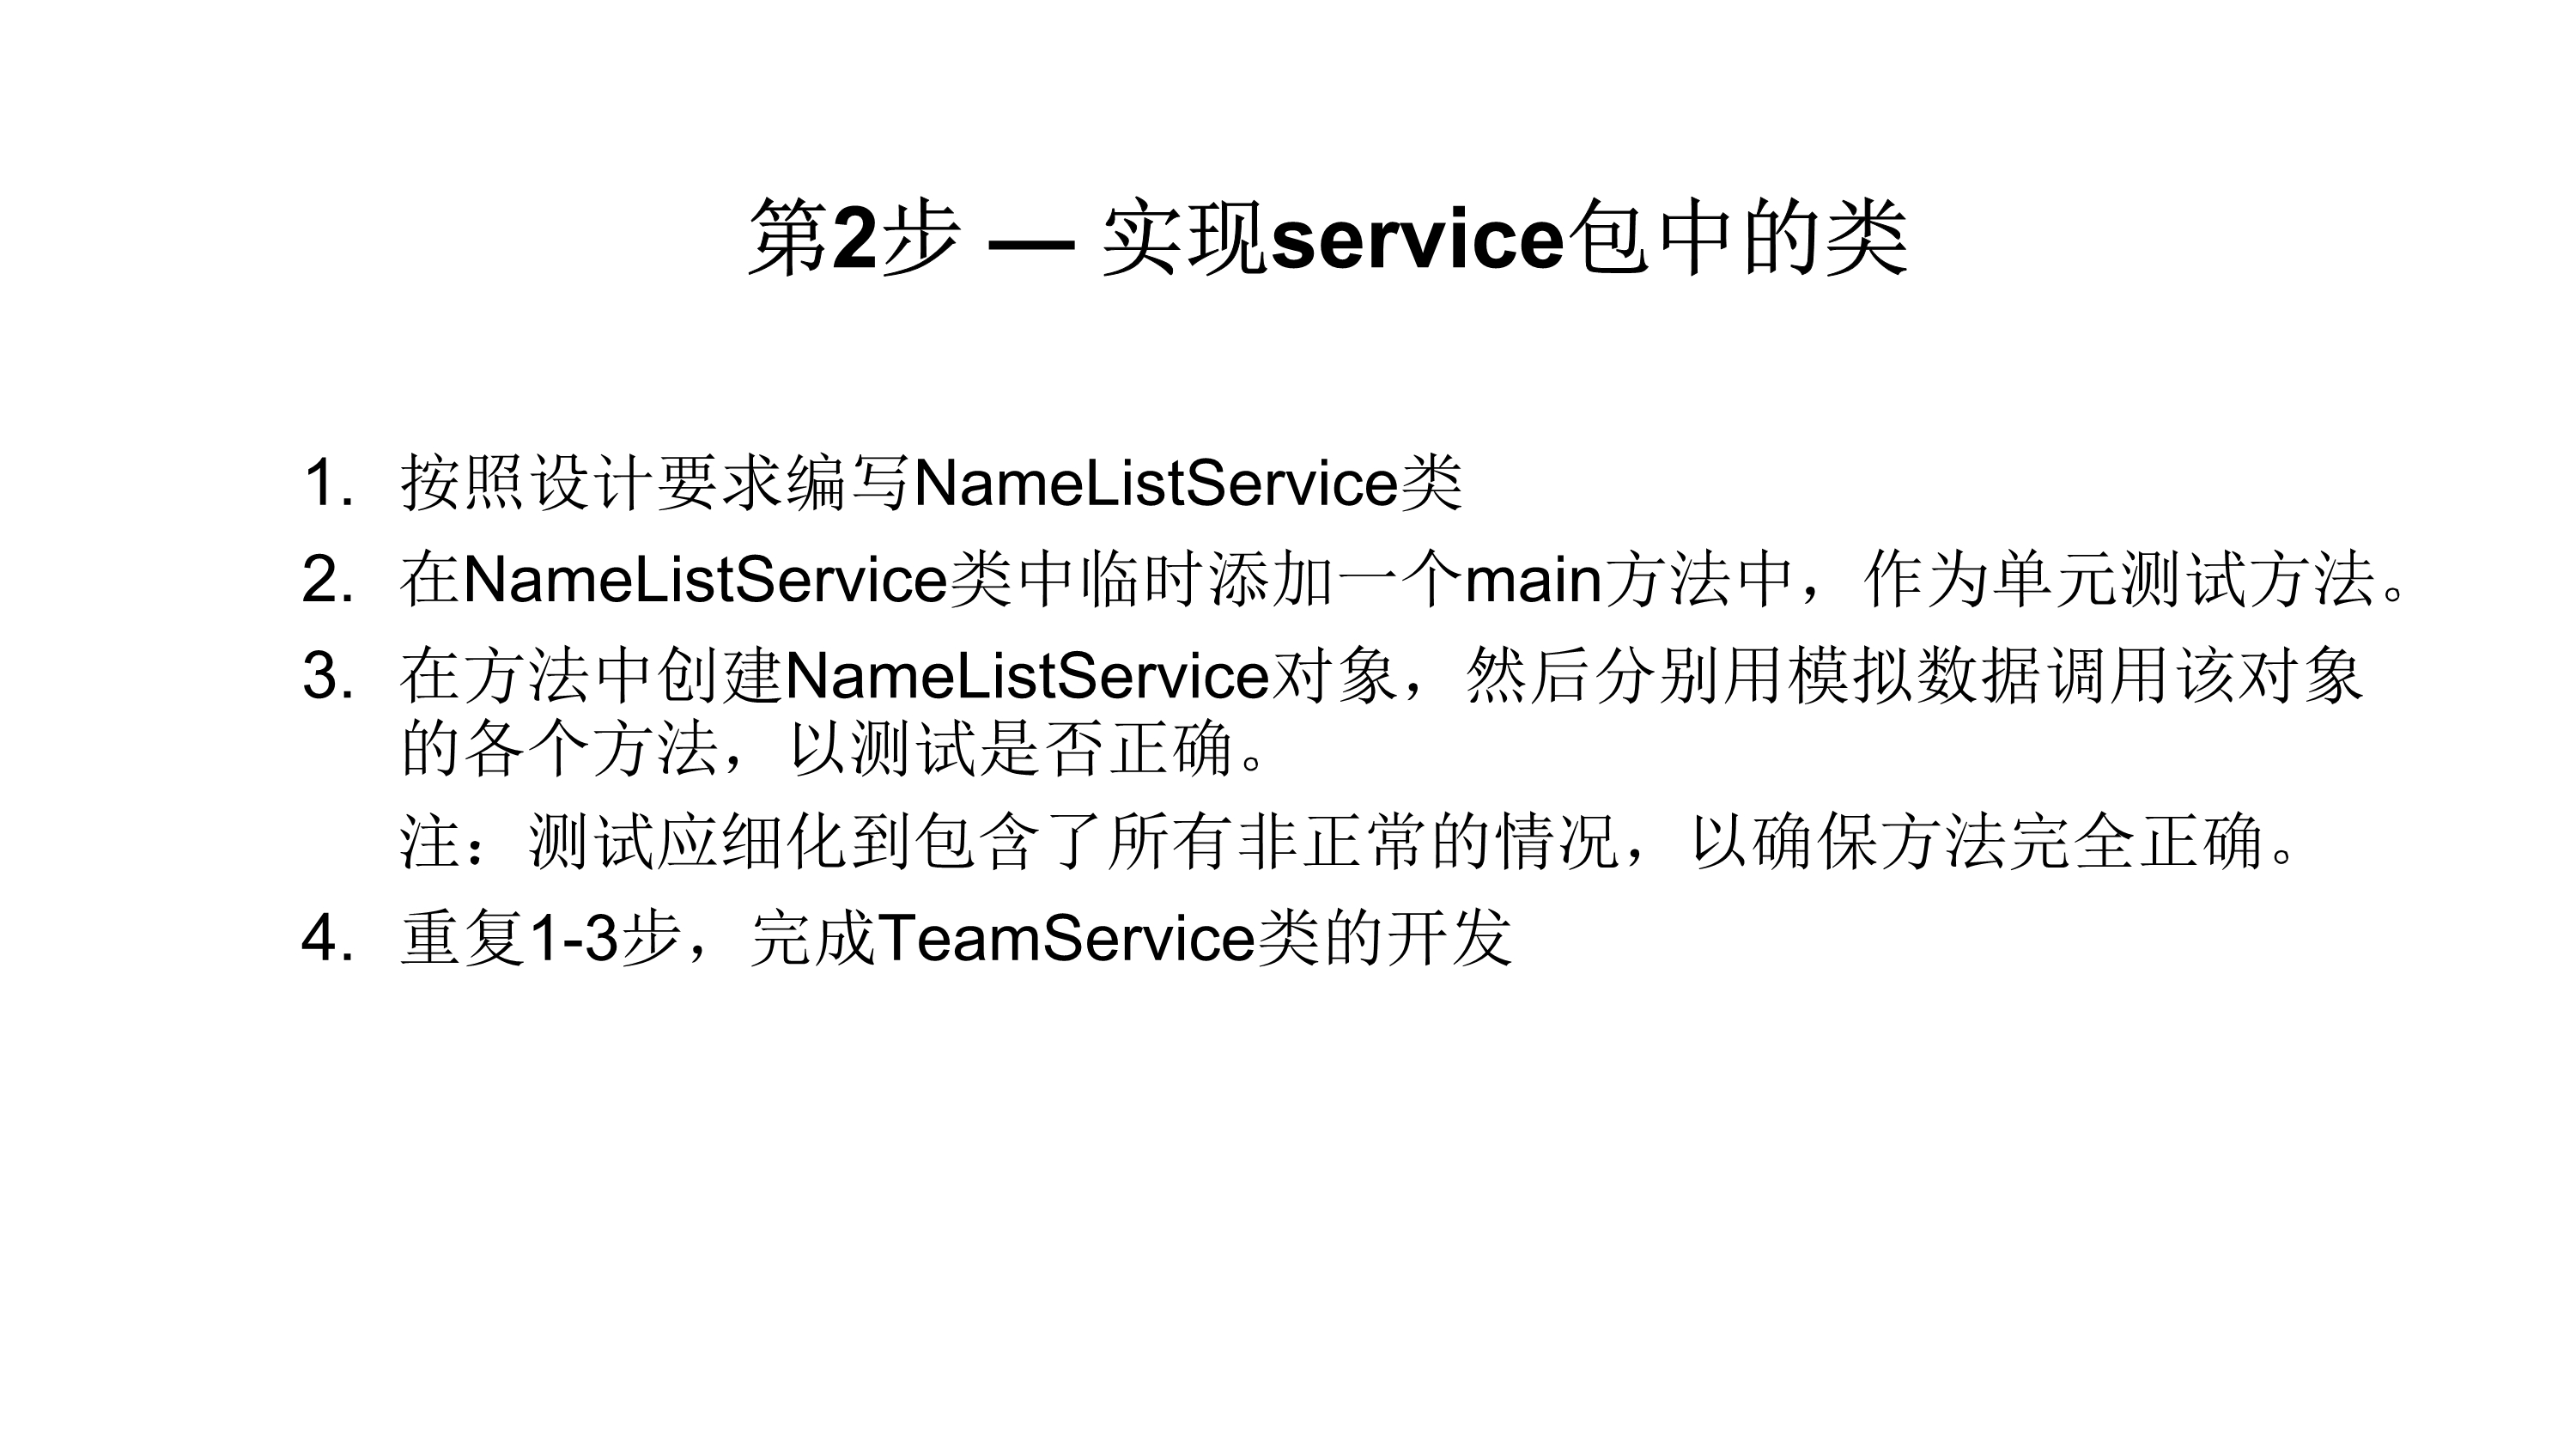 第2步 — 实现service包中的类
1. 按照设计要求编写NameListService类
2. 在NameListService类中临时添加一个main方法中，作为单元测试方法。
3. 在方法中创建NameListService对象，然后分别用模拟数据调用该对象
的各个方法，以测试是否正确。
注：测试应细化到包含了所有非正常的情况，以确保方法完全正确。
4. 重复1-3步，完成TeamService类的开发